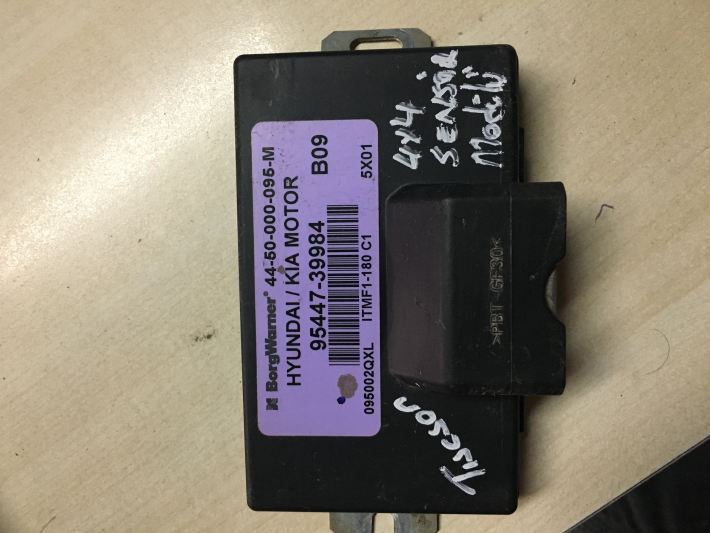 BorgWarner® 44-50-000-095-M
HYUNDAI / KIA MOTOR
95447-39984 B09
ITMF1-180 C1 5X01
095002QXL
4x4
SENSÖR
Modülü
>PBT-GF30<
Tucson